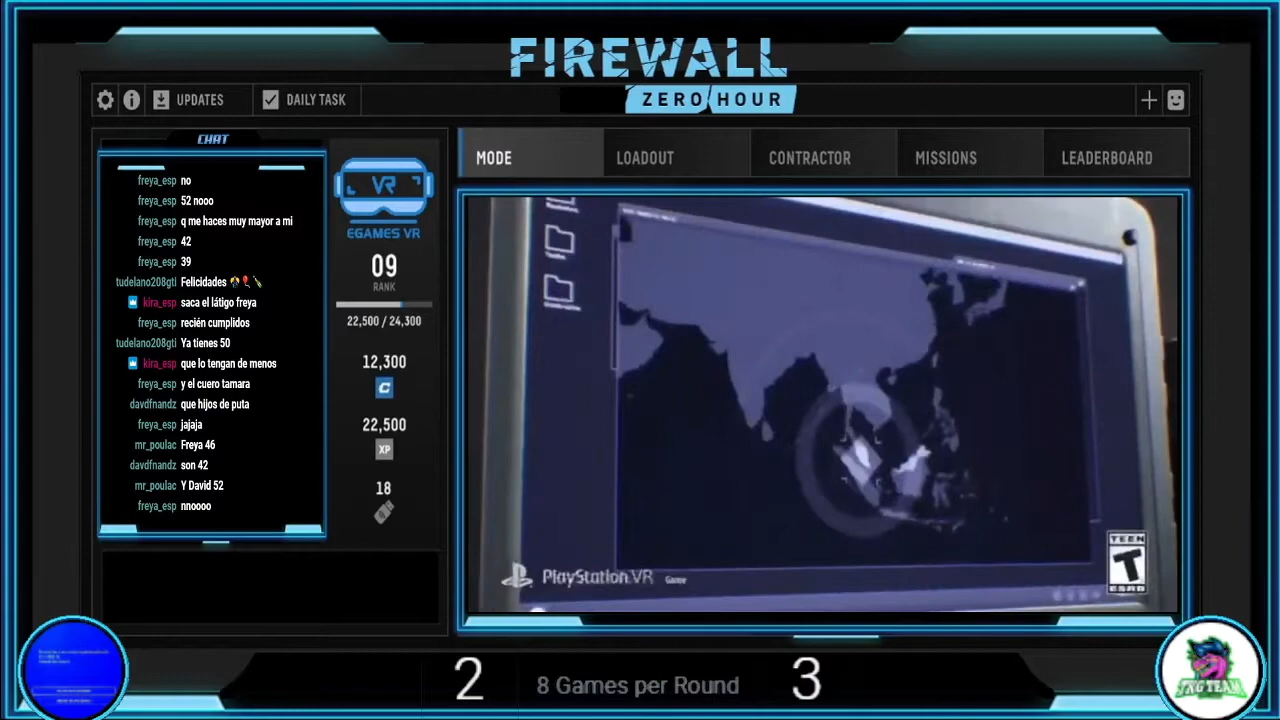 FIREWALL
ZERO HOUR
UPDATES
DAILY TASK
CHAT
freya_esp no
freya_esp 52 nooo
freya_esp q me haces muy mayor a mi
freya_esp 42
freya_esp 39
tudelano208gti Felicidades
kira_esp saca el látigo freya
freya_esp recién cumplidos
tudelano208gti Ya tienes 50
kira_esp que lo tengan de menos
freya_esp y el cuero tamara
davdfnandz que hijos de puta
freya_esp jajaja
mr_poulac Freya 46
davdfnandz son 42
mr_poulac Y David 52
freya_esp nnoooo
VR
EGAMES VR
09
RANK
22,500 / 24,300
12,300
C
22,500
XP
18
MODE
LOADOUT
CONTRACTOR
MISSIONS
LEADERBOARD
PlayStation VR Game
TEEN
T
ESRB
2
8 Games per Round
3
TEAM